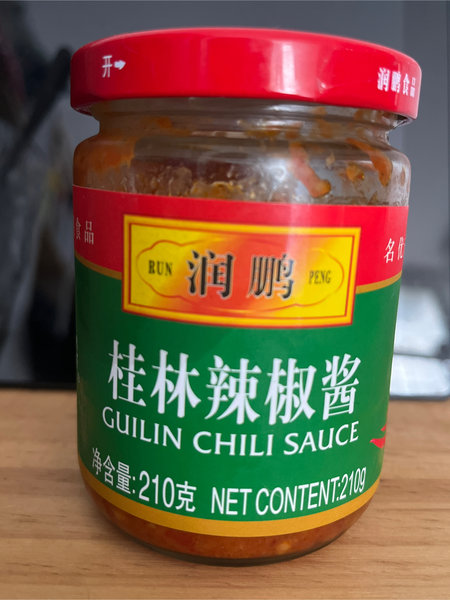 开→
润鹏食品
食品
名优
RUN 润鹏 PENG
桂林辣椒酱
GUILIN CHILI SAUCE
净含量:210克 NET CONTENT:210g